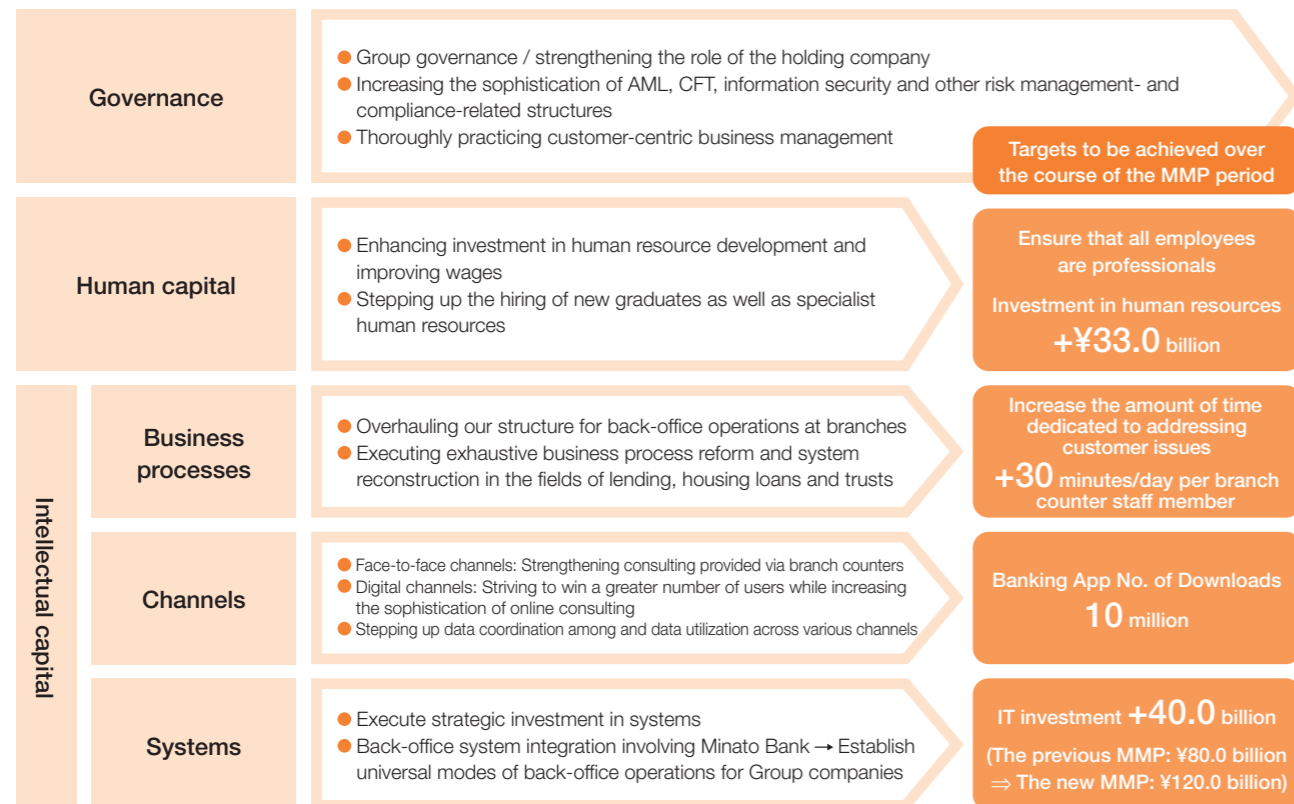 Governance
● Group governance / strengthening the role of the holding company
● Increasing the sophistication of AML, CFT, information security and other risk management- and
compliance-related structures
● Thoroughly practicing customer-centric business management
Targets to be achieved over
the course of the MMP period
Human capital
● Enhancing investment in human resource development and
improving wages
● Stepping up the hiring of new graduates as well as specialist
human resources
Ensure that all employees
are professionals
Investment in human resources
+¥33.0 billion
Intellectual capital
Business
processes
● Overhauling our structure for back-office operations at branches
● Executing exhaustive business process reform and system
reconstruction in the fields of lending, housing loans and trusts
Increase the amount of time
dedicated to addressing
customer issues
+30 minutes/day per branch
counter staff member
Channels
● Face-to-face channels: Strengthening consulting provided via branch counters
● Digital channels: Striving to win a greater number of users while increasing
the sophistication of online consulting
● Stepping up data coordination among and data utilization across various channels
Banking App No. of Downloads
10 million
Systems
● Execute strategic investment in systems
● Back-office system integration involving Minato Bank → Establish
universal modes of back-office operations for Group companies
IT investment +40.0 billion
(The previous MMP: ¥80.0 billion
⇒ The new MMP: ¥120.0 billion)